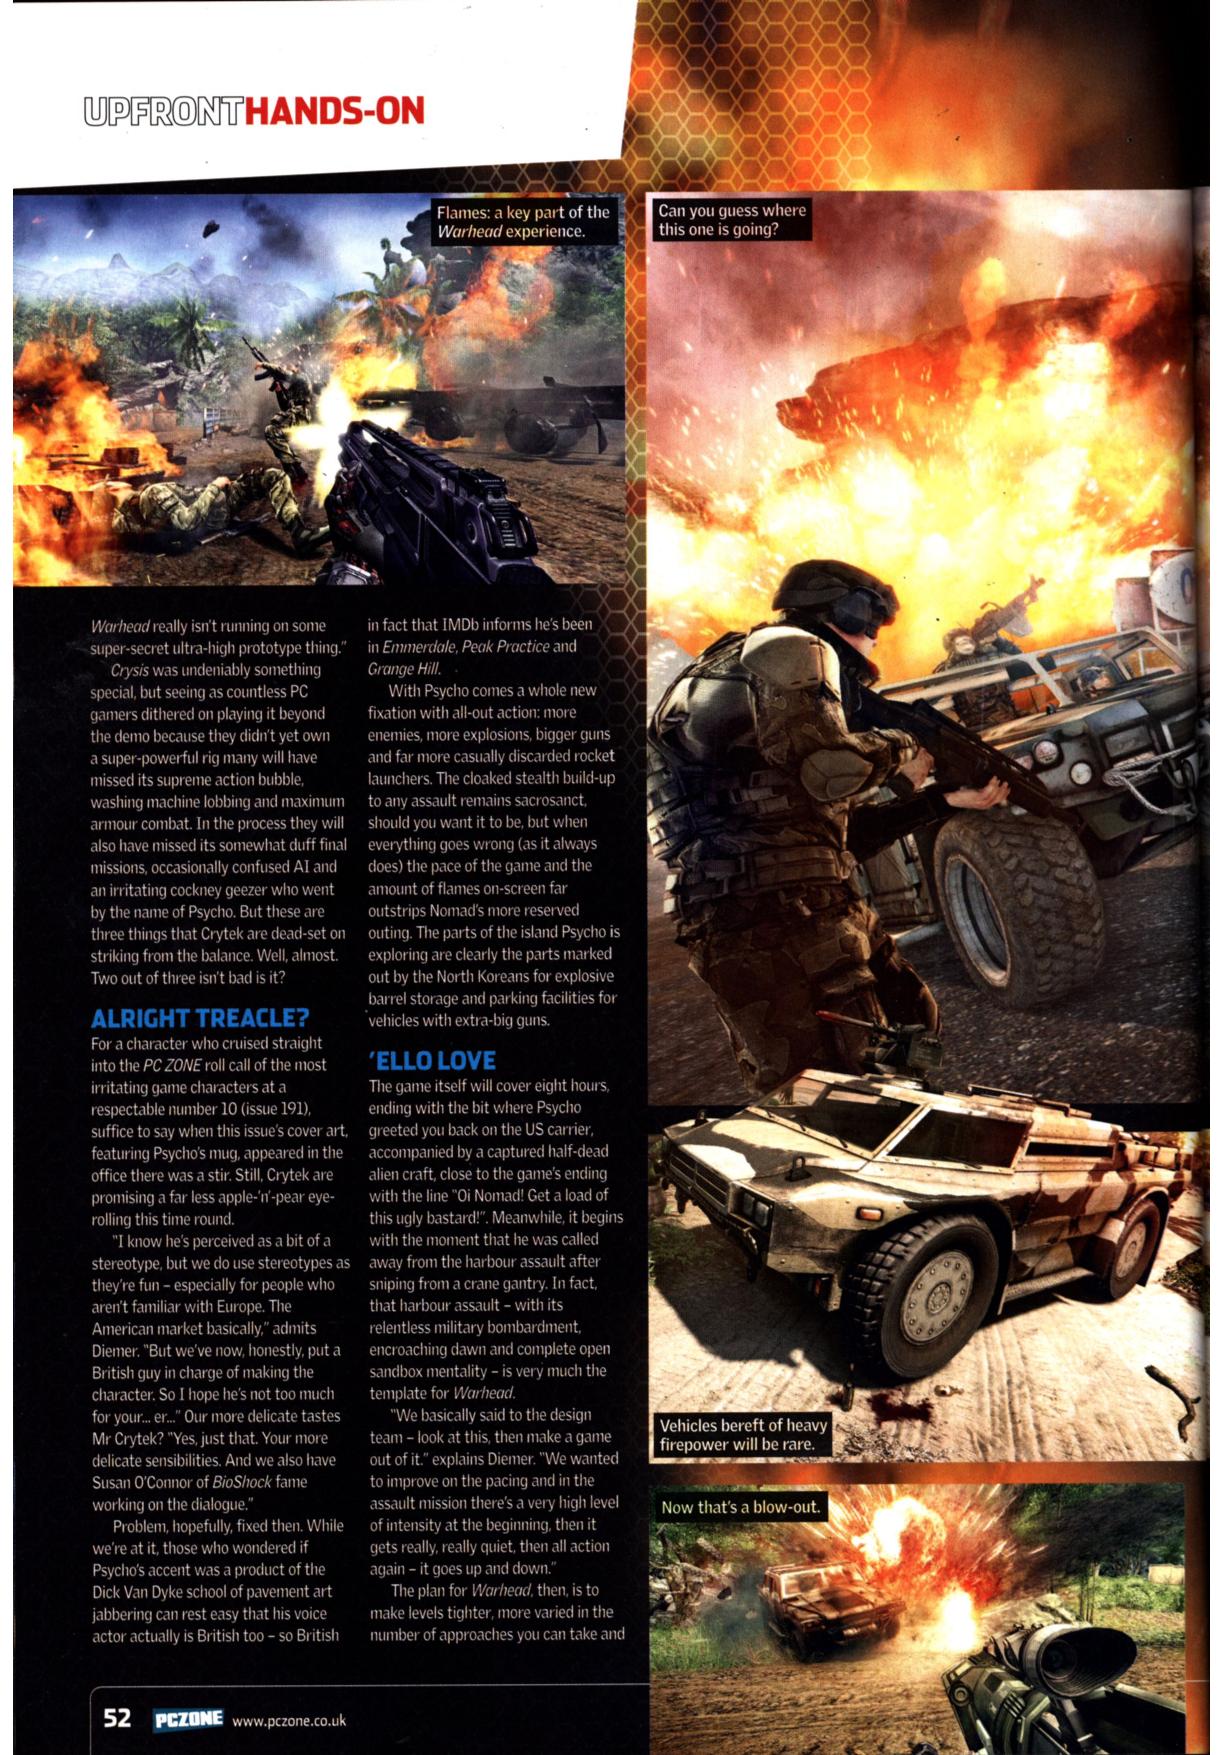 UPFRONTHANDS-ON
Flames: a key part of the
Warhead experience.
Can you guess where
this one is going?
Warhead really isn't running on some
super-secret ultra-high prototype thing."
Crysis was undeniably something
special, but seeing as countless PC
gamers dithered on playing it beyond
the demo because they didn't yet own
a super-powerful rig many will have
missed its supreme action bubble,
washing machine lobbing and maximum
armour combat. In the process they will
also have missed its somewhat duff final
missions, occasionally confused AI and
an irritating cockney geezer who went
by the name of Psycho. But these are
three things that Crytek are dead-set on
striking from the balance. Well, almost.
Two out of three isn't bad is it?
ALRIGHT TREACLE?
For a character who cruised straight
into the PC ZONE roll call of the most
irritating game characters at a
respectable number 10 (issue 191),
suffice to say when this issue's cover art,
featuring Psycho's mug, appeared in the
office there was a stir. Still, Crytek are
promising a far less apple-'n'-pear eye-
rolling this time round.
"I know he's perceived as a bit of a
stereotype, but we do use stereotypes as
they're fun – especially for people who
aren't familiar with Europe. The
American market basically," admits
Diemer. "But we've now, honestly, put a
British guy in charge of making the
character. So I hope he's not too much
for your... er..." Our more delicate tastes
Mr Crytek? "Yes, just that. Your more
delicate sensibilities. And we also have
Susan O'Connor of BioShock fame
working on the dialogue."
Problem, hopefully, fixed then. While
we're at it, those who wondered if
Psycho's accent was a product of the
Dick Van Dyke school of pavement art
jabbering can rest easy that his voice
actor actually is British too – so British
in fact that IMDb informs he's been
in Emmerdale, Peak Practice and
Grange Hill.
With Psycho comes a whole new
fixation with all-out action: more
enemies, more explosions, bigger guns
and far more casually discarded rocket
launchers. The cloaked stealth build-up
to any assault remains sacrosanct,
should you want it to be, but when
everything goes wrong (as it always
does) the pace of the game and the
amount of flames on-screen far
outstrips Nomad's more reserved
outing. The parts of the island Psycho is
exploring are clearly the parts marked
out by the North Koreans for explosive
barrel storage and parking facilities for
vehicles with extra-big guns.
'ELLO LOVE
The game itself will cover eight hours,
ending with the bit where Psycho
greeted you back on the US carrier,
accompanied by a captured half-dead
alien craft, close to the game's ending
with the line "Oi Nomad! Get a load of
this ugly bastard!". Meanwhile, it begins
with the moment that he was called
away from the harbour assault after
sniping from a crane gantry. In fact,
that harbour assault – with its
relentless military bombardment,
encroaching dawn and complete open
sandbox mentality – is very much the
template for Warhead.
"We basically said to the design
team – look at this, then make a game
out of it." explains Diemer. "We wanted
to improve on the pacing and in the
assault mission there's a very high level
of intensity at the beginning, then it
gets really, really quiet, then all action
again – it goes up and down."
The plan for Warhead, then, is to
make levels tighter, more varied in the
number of approaches you can take and
Vehicles bereft of heavy
firepower will be rare.
Now that's a blow-out.
52 PCZONE www.pczone.co.uk